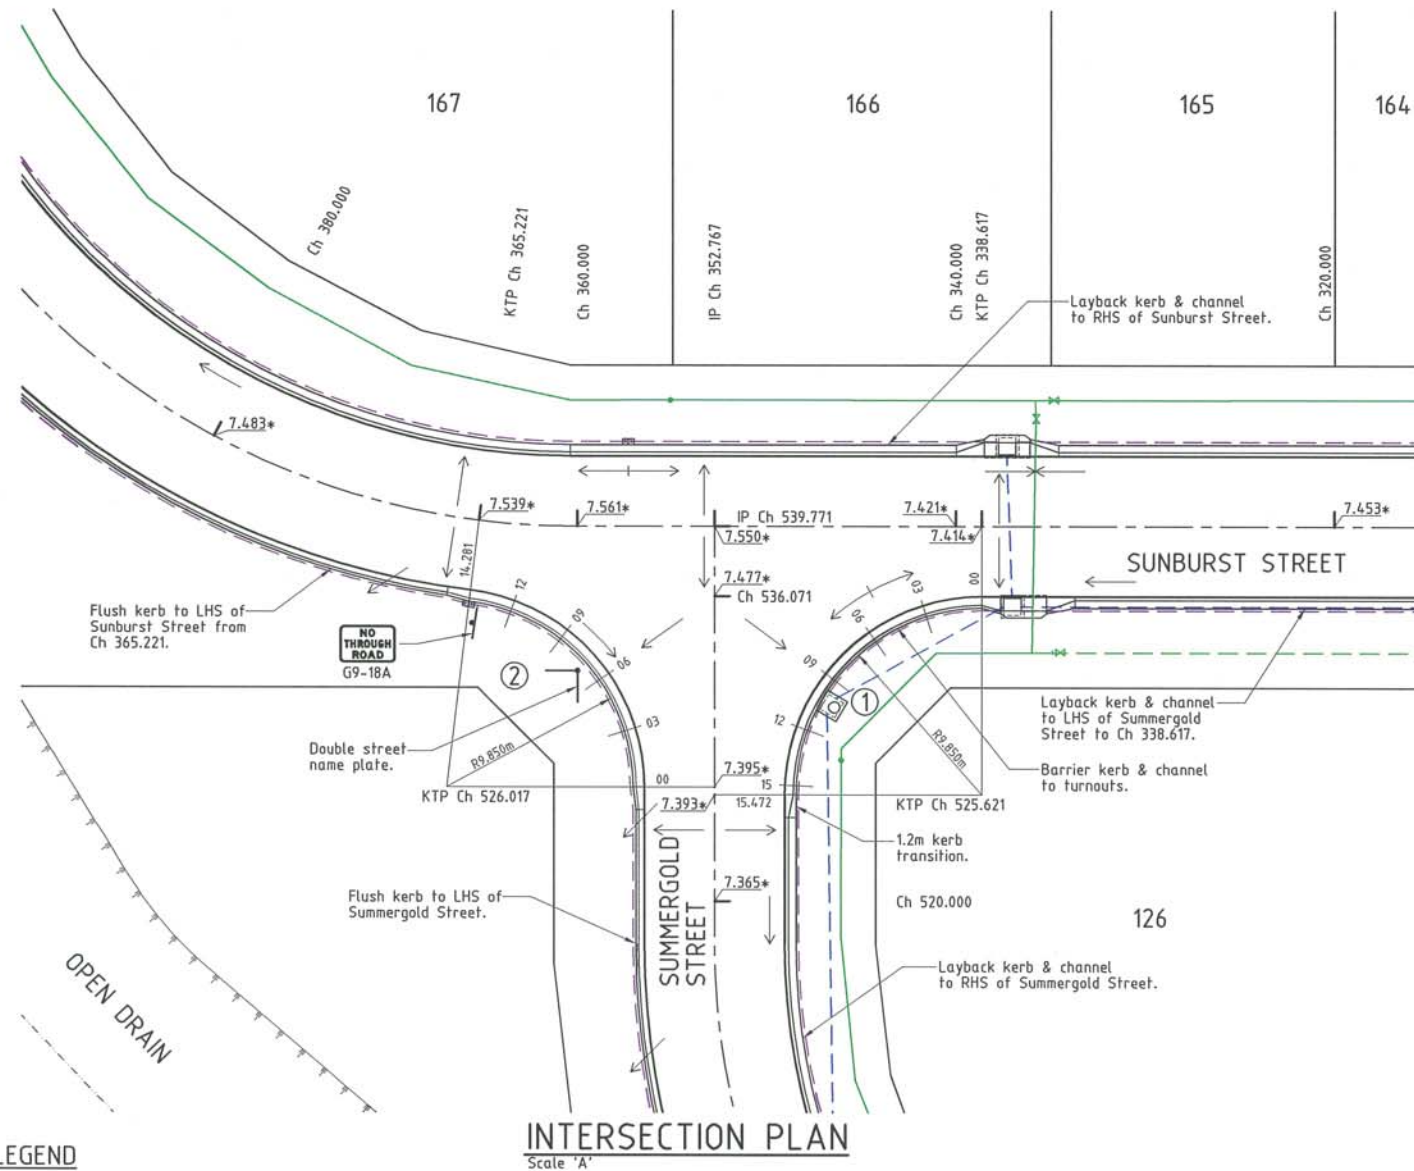 167
166
165
164
Ch 380.000
KTP Ch 365.221
Ch 360.000
IP Ch 352.767
Ch 340.000
KTP Ch 338.617
Ch 320.000
Layback kerb & channel
to RHS of Sunburst Street.
7.483*
7.539*
7.561*
IP Ch 539.771
7.550*
7.421*
7.414*
7.453*
SUNBURST STREET
14.281
7.477*
Ch 536.071
00
03
06
09
12
15
12
09
06
03
00
Flush kerb to LHS of
Sunburst Street from
Ch 365.221.
NO
THROUGH
ROAD
G9-18A
2
1
Double street
name plate.
R9.850m
R9.850m
Layback kerb & channel
to LHS of Summergold
Street to Ch 338.617.
Barrier kerb & channel
to turnouts.
KTP Ch 526.017
7.395*
7.393*
15.472
KTP Ch 525.621
1.2m kerb
transition.
SUMMERGOLD
STREET
7.365*
Ch 520.000
126
Flush kerb to LHS of
Summergold Street.
Layback kerb & channel
to RHS of Summergold Street.
OPEN DRAIN
INTERSECTION PLAN
Scale 'A'
LEGEND